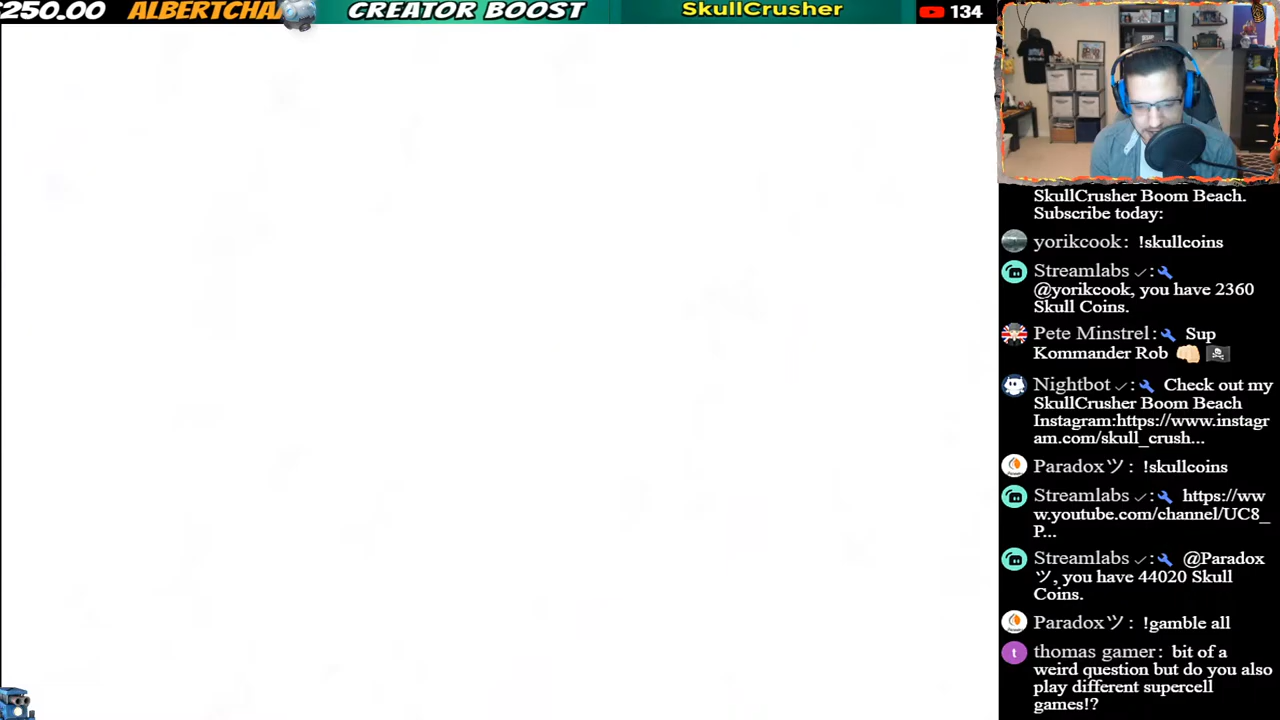 $250.00 ALBERTCHA
CREATOR BOOST
SkullCrusher
134
SkullCrusher Boom Beach.
Subscribe today:
yorikcook: !skullcoins
Streamlabs:
@yorikcook, you have 2360
Skull Coins.
Pete Minstrel: Sup
Kommander Rob
Nightbot: Check out my
SkullCrusher Boom Beach
Instagram:https://www.instagr
am.com/skull_crush...
Paradoxツ: !skullcoins
Streamlabs: https://ww
w.youtube.com/channel/UC8_
P...
Streamlabs: @Paradox
ツ, you have 44020 Skull
Coins.
Paradoxツ: !gamble all
t thomas gamer: bit of a
weird question but do you also
play different supercell
games!?